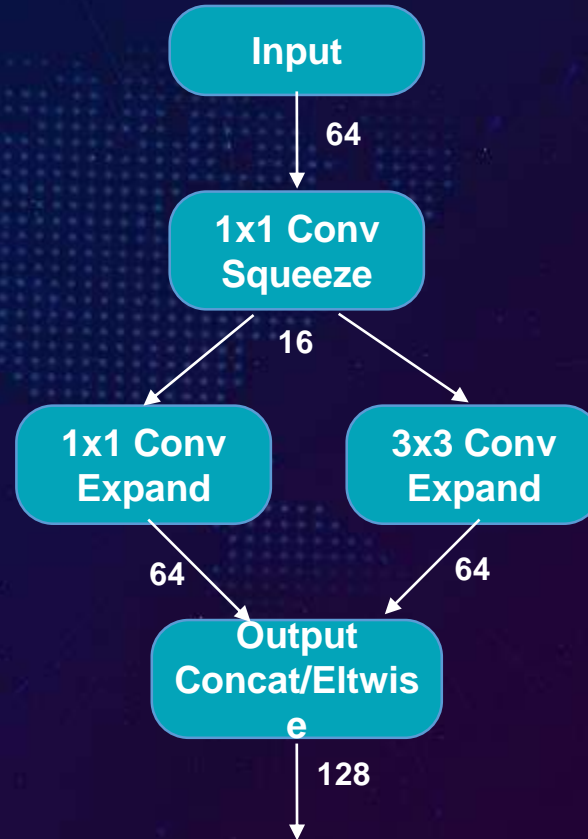 Input
64
1x1 Conv
Squeeze
16
1x1 Conv
Expand
3x3 Conv
Expand
64
64
Output
Concat/Eltwis
e
128